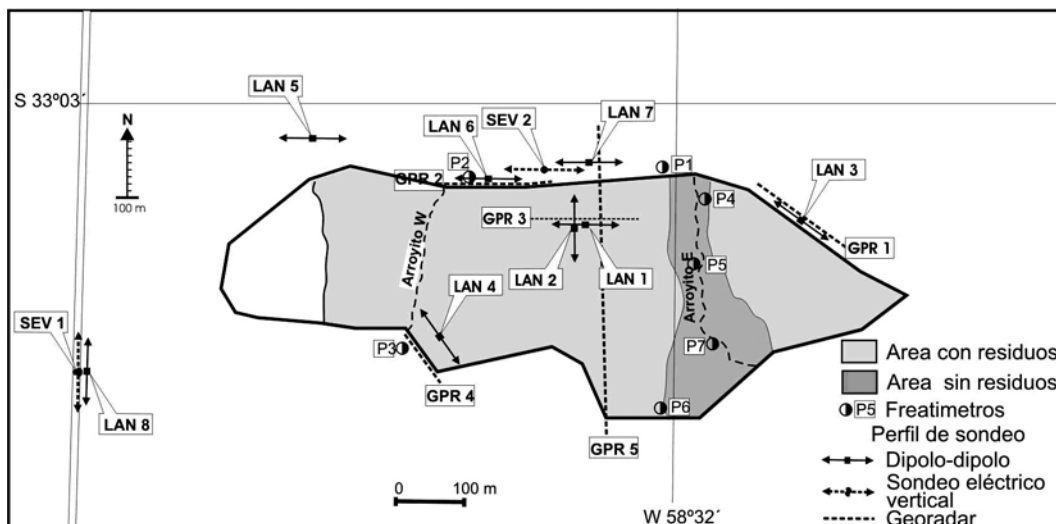 S 33º03´
N
100 m
LAN 5
LAN 6
SEV 2
LAN 7
P2
GPR 2
P1
LAN 3
P4
GPR 3
GPR 1
Arroyito W
LAN 2
LAN 1
P5
Arroyito E
LAN 4
SEV 1
P3
P7
GPR 4
LAN 8
P6
GPR 5
0 100 m
W 58º32´
Area con residuos
Area sin residuos
P5 Freatimetros
Perfil de sondeo
Dipolo-dipolo
Sondeo eléctrico
vertical
Georadar